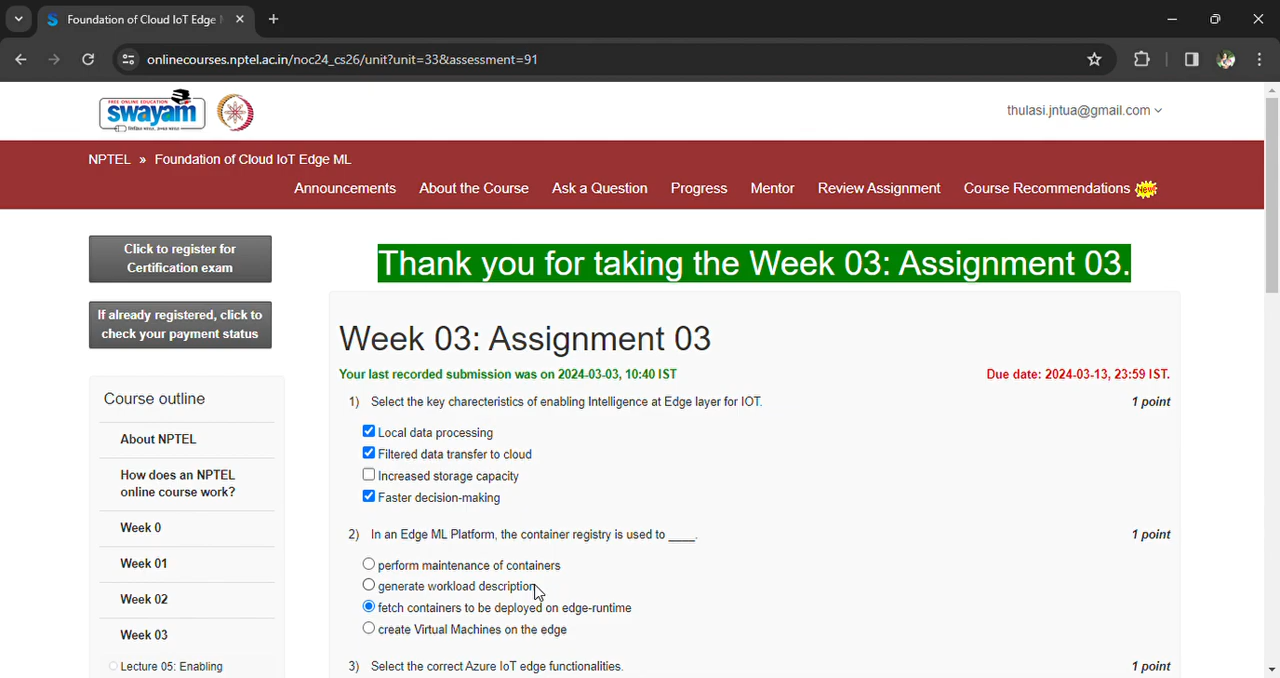 Foundation of Cloud IoT Edge
onlinecourses.nptel.ac.in/noc24_cs26/unit?unit=33&assessment=91
FREE ONLINE EDUCATION
swayam
thulasi.jntua@gmail.com
NPTEL » Foundation of Cloud IoT Edge ML
Announcements About the Course Ask a Question Progress Mentor Review Assignment Course Recommendations New
Click to register for
Certification exam
If already registered, click to
check your payment status
Course outline
About NPTEL
How does an NPTEL
online course work?
Week 0
Week 01
Week 02
Week 03
Lecture 05: Enabling
Thank you for taking the Week 03: Assignment 03.
Week 03: Assignment 03
Your last recorded submission was on 2024-03-03, 10:40 IST Due date: 2024-03-13, 23:59 IST.
1) Select the key charecteristics of enabling Intelligence at Edge layer for IOT. 1 point
Local data processing
Filtered data transfer to cloud
Increased storage capacity
Faster decision-making
2) In an Edge ML Platform, the container registry is used to ____. 1 point
perform maintenance of containers
generate workload description
fetch containers to be deployed on edge-runtime
create Virtual Machines on the edge
3) Select the correct Azure IoT edge functionalities. 1 point